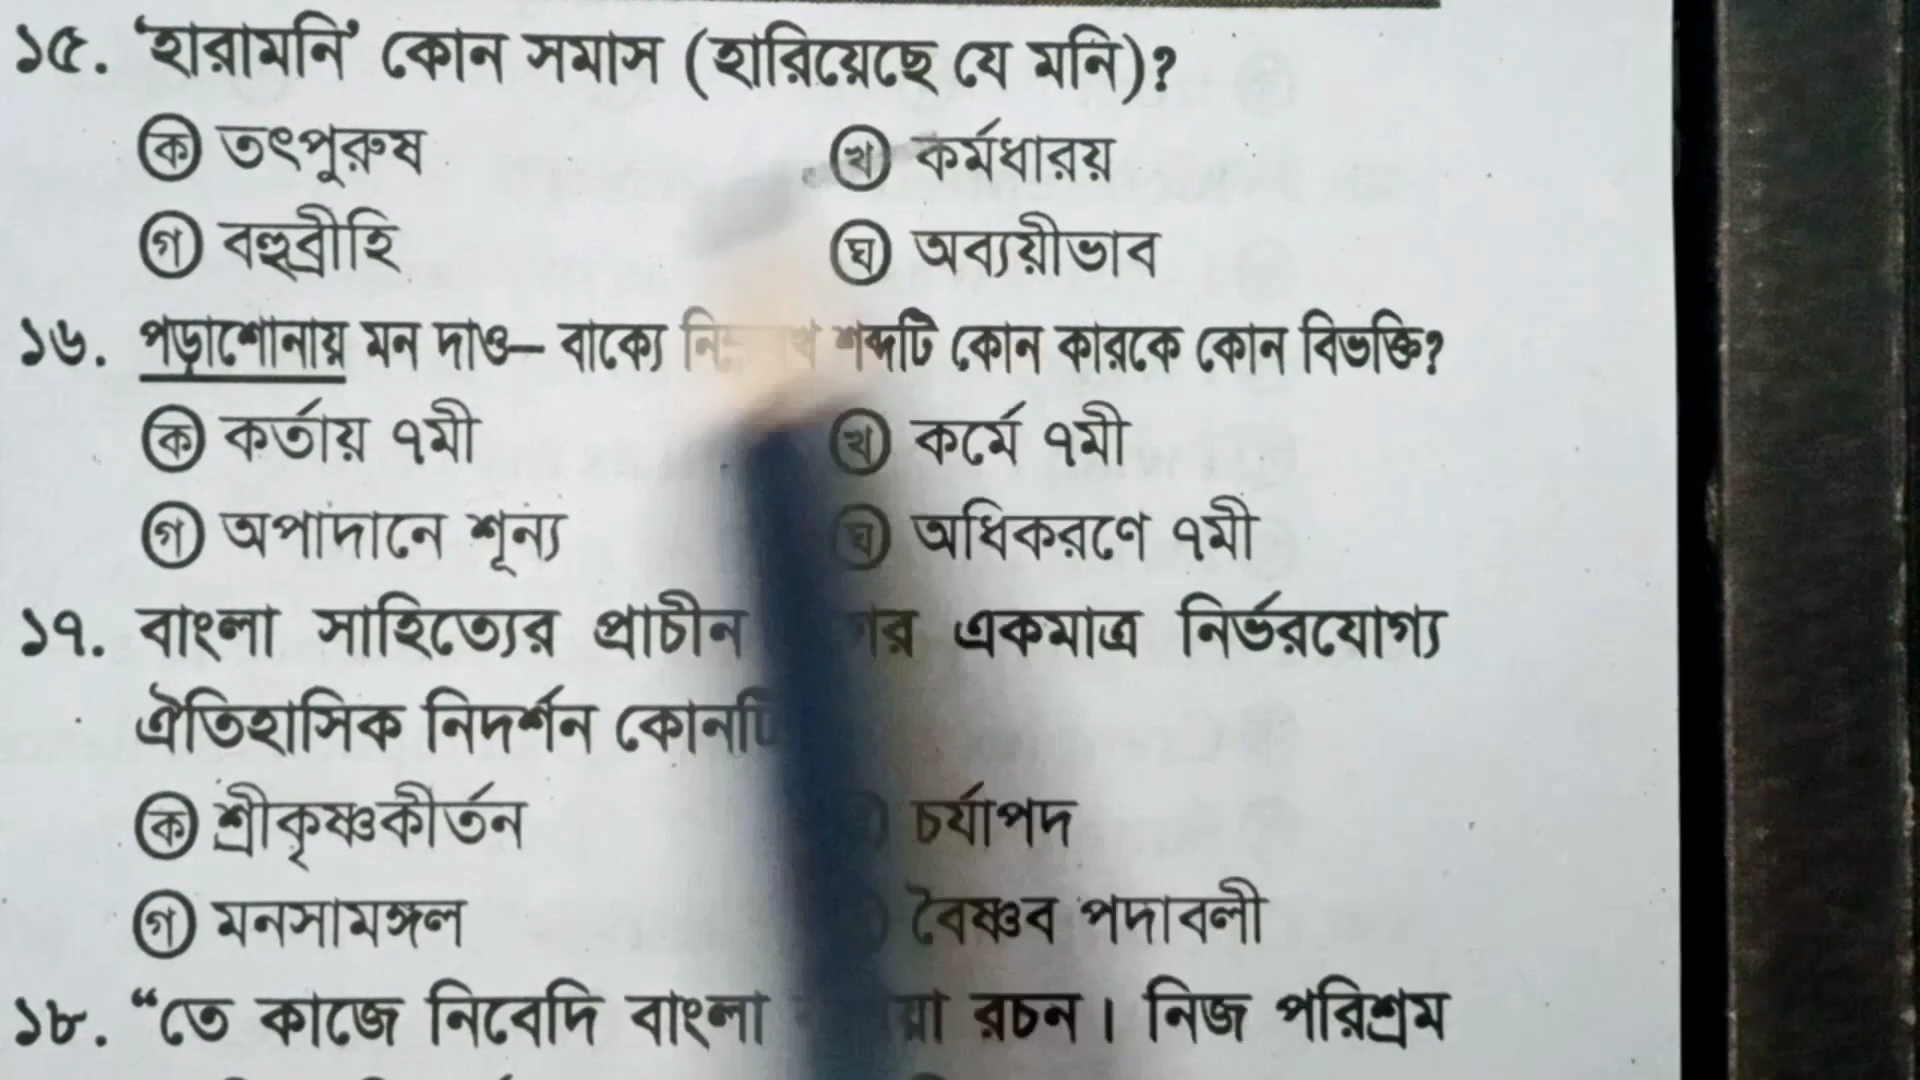 ১৫. ‘হারামনি’ কোন সমাস (হারিয়েছে যে মনি)?
ক তৎপুরুষ খ কর্মধারয়
গ বহুব্রীহি ঘ অব্যয়ীভাব
১৬. পড়াশোনায় মন দাও– বাক্যে শব্দটি কোন কারকে কোন বিভক্তি?
ক কর্তায় ৭মী খ কর্মে ৭মী
গ অপাদানে শূন্য ঘ অধিকরণে ৭মী
১৭. বাংলা সাহিত্যের প্রাচীন একমাত্র নির্ভরযোগ্য
ঐতিহাসিক নিদর্শন কোনটি
ক শ্রীকৃষ্ণকীর্তন চর্যাপদ
গ মনসামঙ্গল বৈষ্ণব পদাবলী
১৮. “তে কাজে নিবেদি বাংলা রচন। নিজ পরিশ্রম